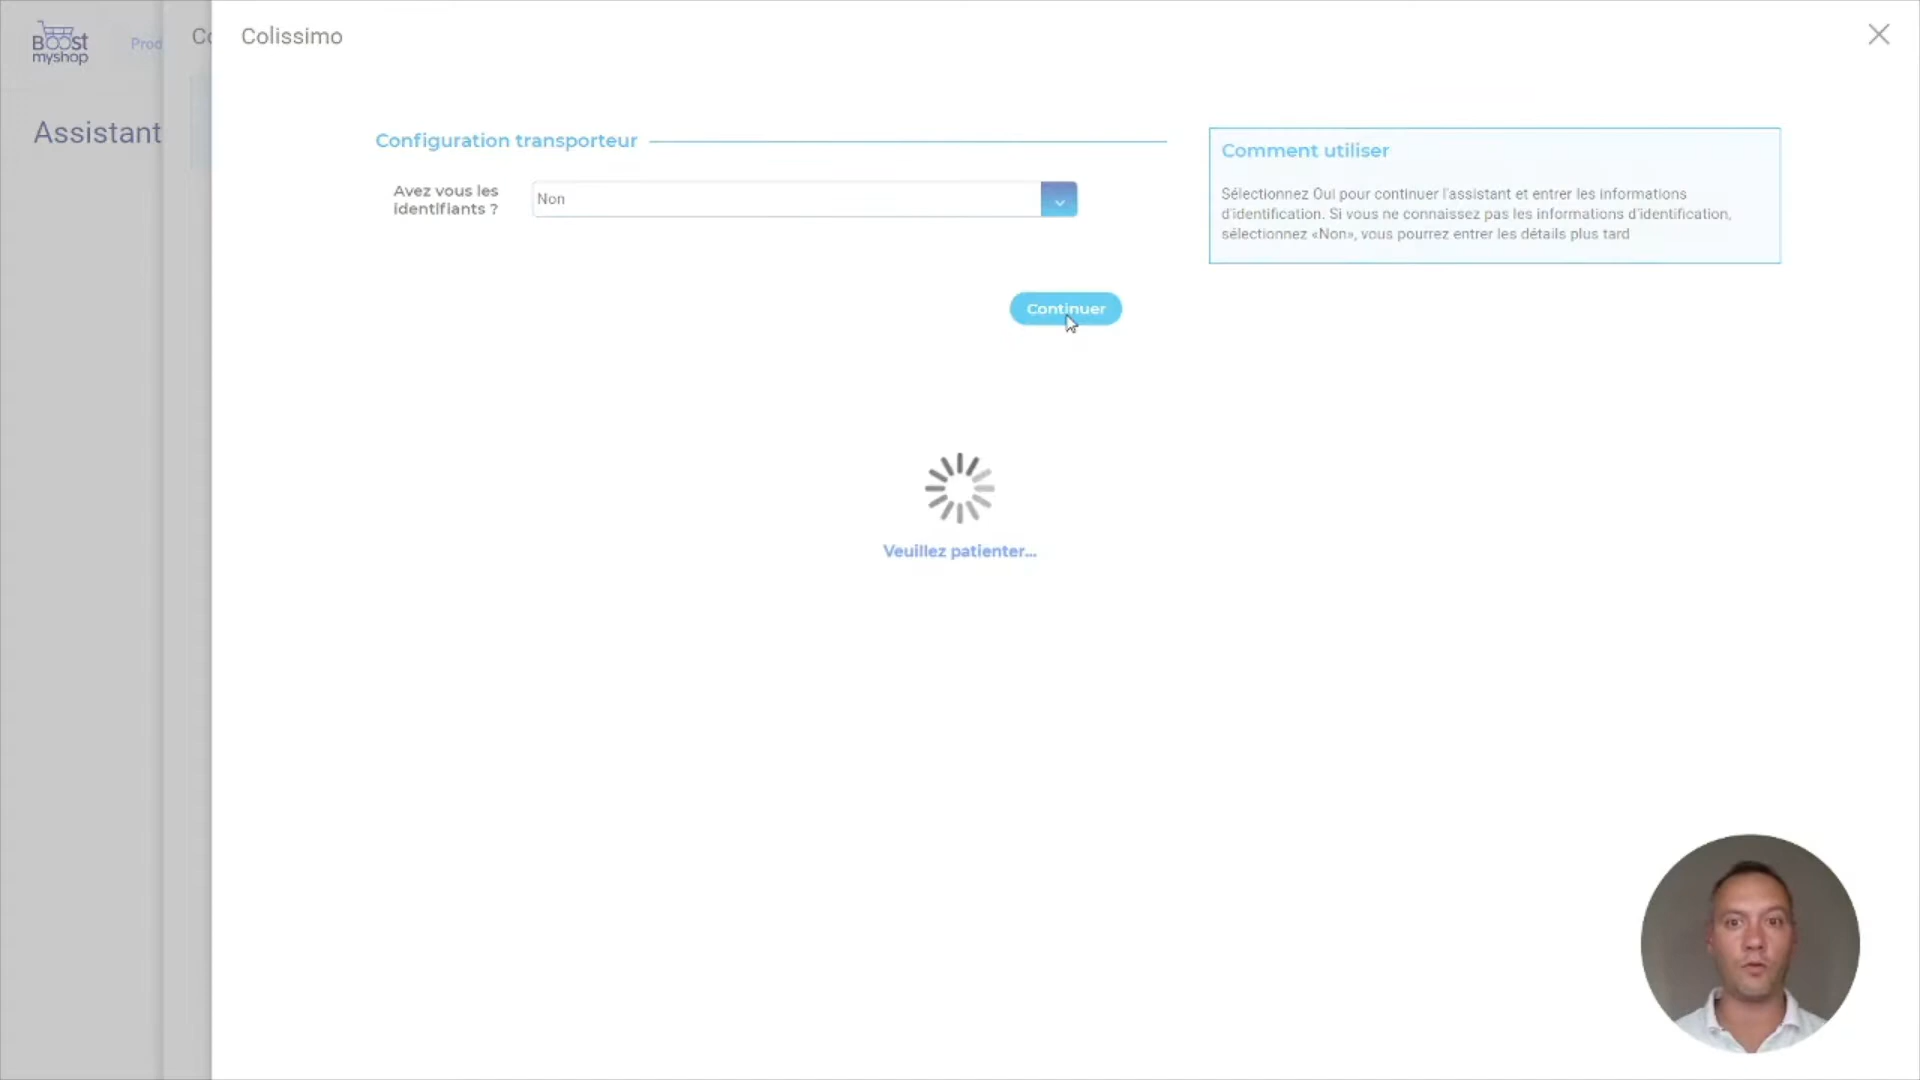 Boost
myshop
Prod
Co
Colissimo
Assistant
Configuration transporteur
Avez vous les
identifiants ?
Non
Continuer
Comment utiliser
Sélectionnez Oui pour continuer l'assistant et entrer les informations
d'identification. Si vous ne connaissez pas les informations d'identification,
sélectionnez «Non», vous pourrez entrer les détails plus tard
Veuillez patienter...